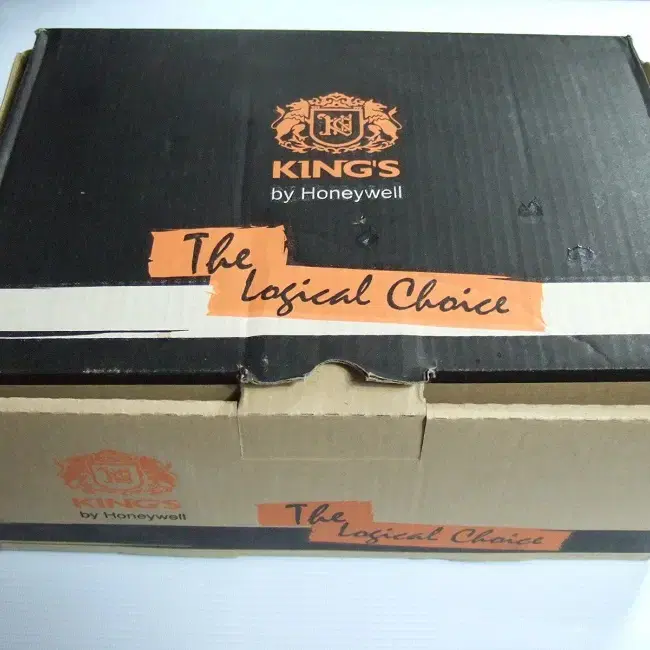 KING'S
by Honeywell
The
Logical Choice
KING'S
by Honeywell
The
Logical Choice